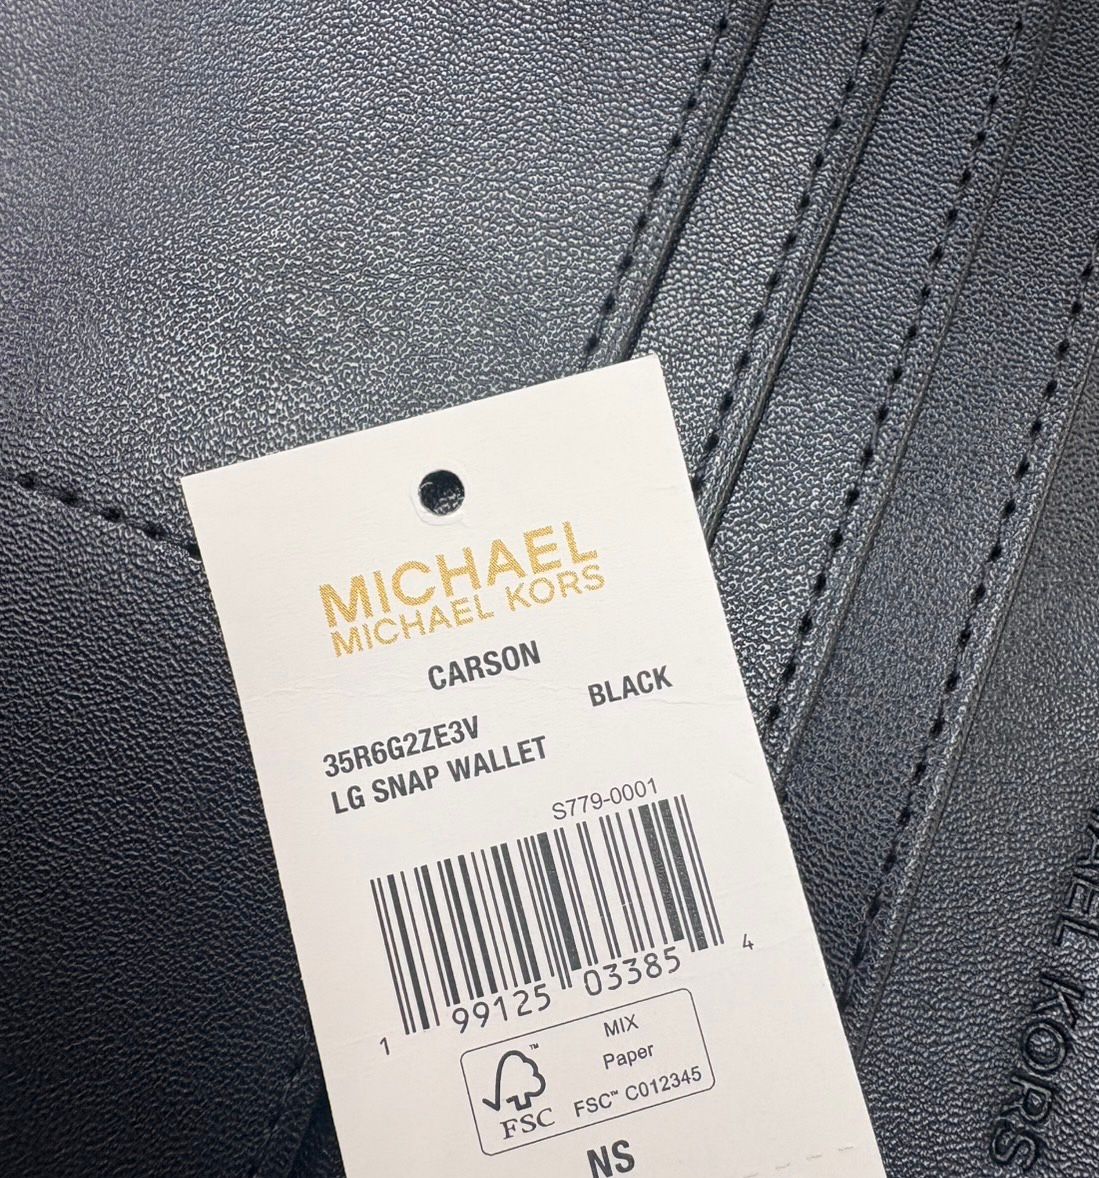 MICHAEL
MICHAEL KORS
CARSON
BLACK
35R6G2ZE3V
LG SNAP WALLET
S779-0001
1 99125 03385 4
MIX
Paper
FSC™ C012345
™
FSC
NS
KORS